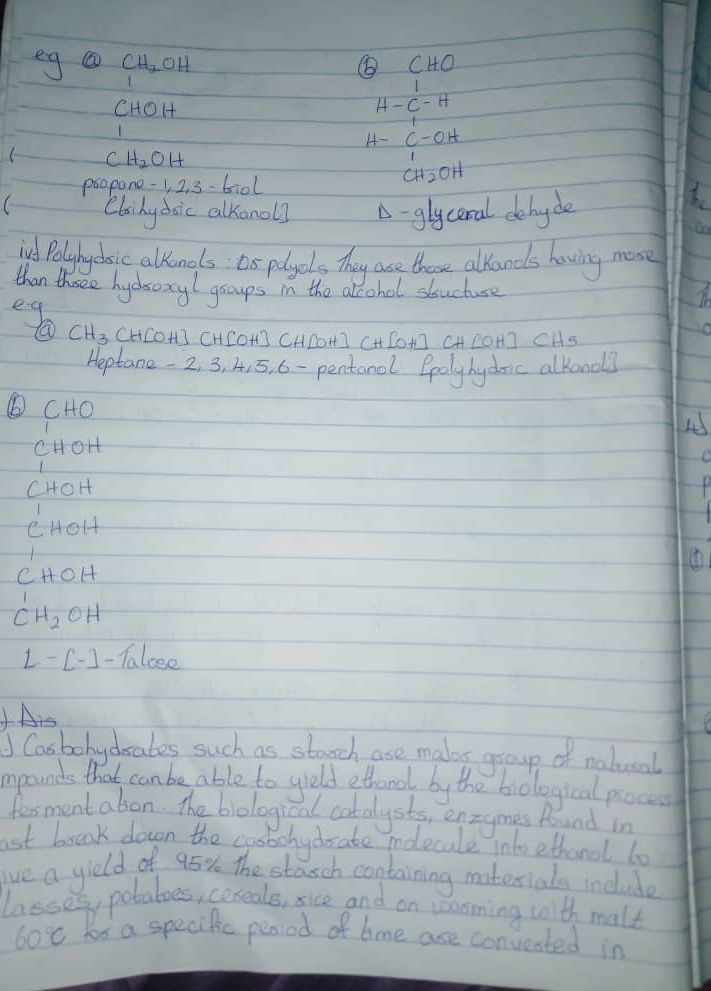 eg (a) CH2OH
CHOH
CH2OH
propane-1,2,3-triol
[trihydric alkanol]
(b) CHO
H-C-H
H-C-OH
CH2OH
D-glyceral dehyde
iv) Polyhydric alkanols: Or polyols They are those alkanols having more
than three hydroxyl groups in the alcohol structure
e.g
(a) CH3 CH[OH] CH[OH] CH[OH] CH[OH] CH[OH] CH3
Heptane-2,3,4,5,6-pentanol [polyhydric alkanol]
(b) CHO
CHOH
CHOH
CHOH
CHOH
CH2OH
L-[-]-Talose
) Carbohydrates such as starch are major group of natural
mpounds that can be able to yield ethanol by the biological process
fermentation. The biological catalysts, enzymes found in
ast break down the carbohydrate molecule into ethanol to
ive a yield of 95% The starch containing materials include
lasses, potatoes, cereals, rice and on warming with malt
60°C for a specific period of time are converted in